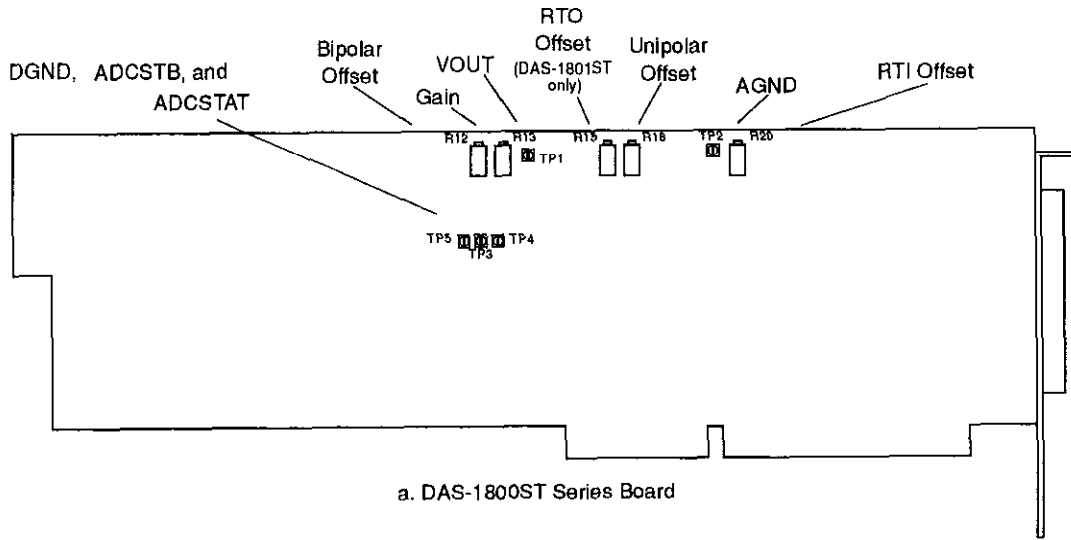 DGND, ADCSTB, and
ADCSTAT
Bipolar
Offset
Gain
VOUT
RTO
Offset
(DAS-1801ST
only)
Unipolar
Offset
AGND
RTI Offset
R12
R13
TP1
R15
R18
TP2
R20
TP5
TP3
TP4
a. DAS-1800ST Series Board